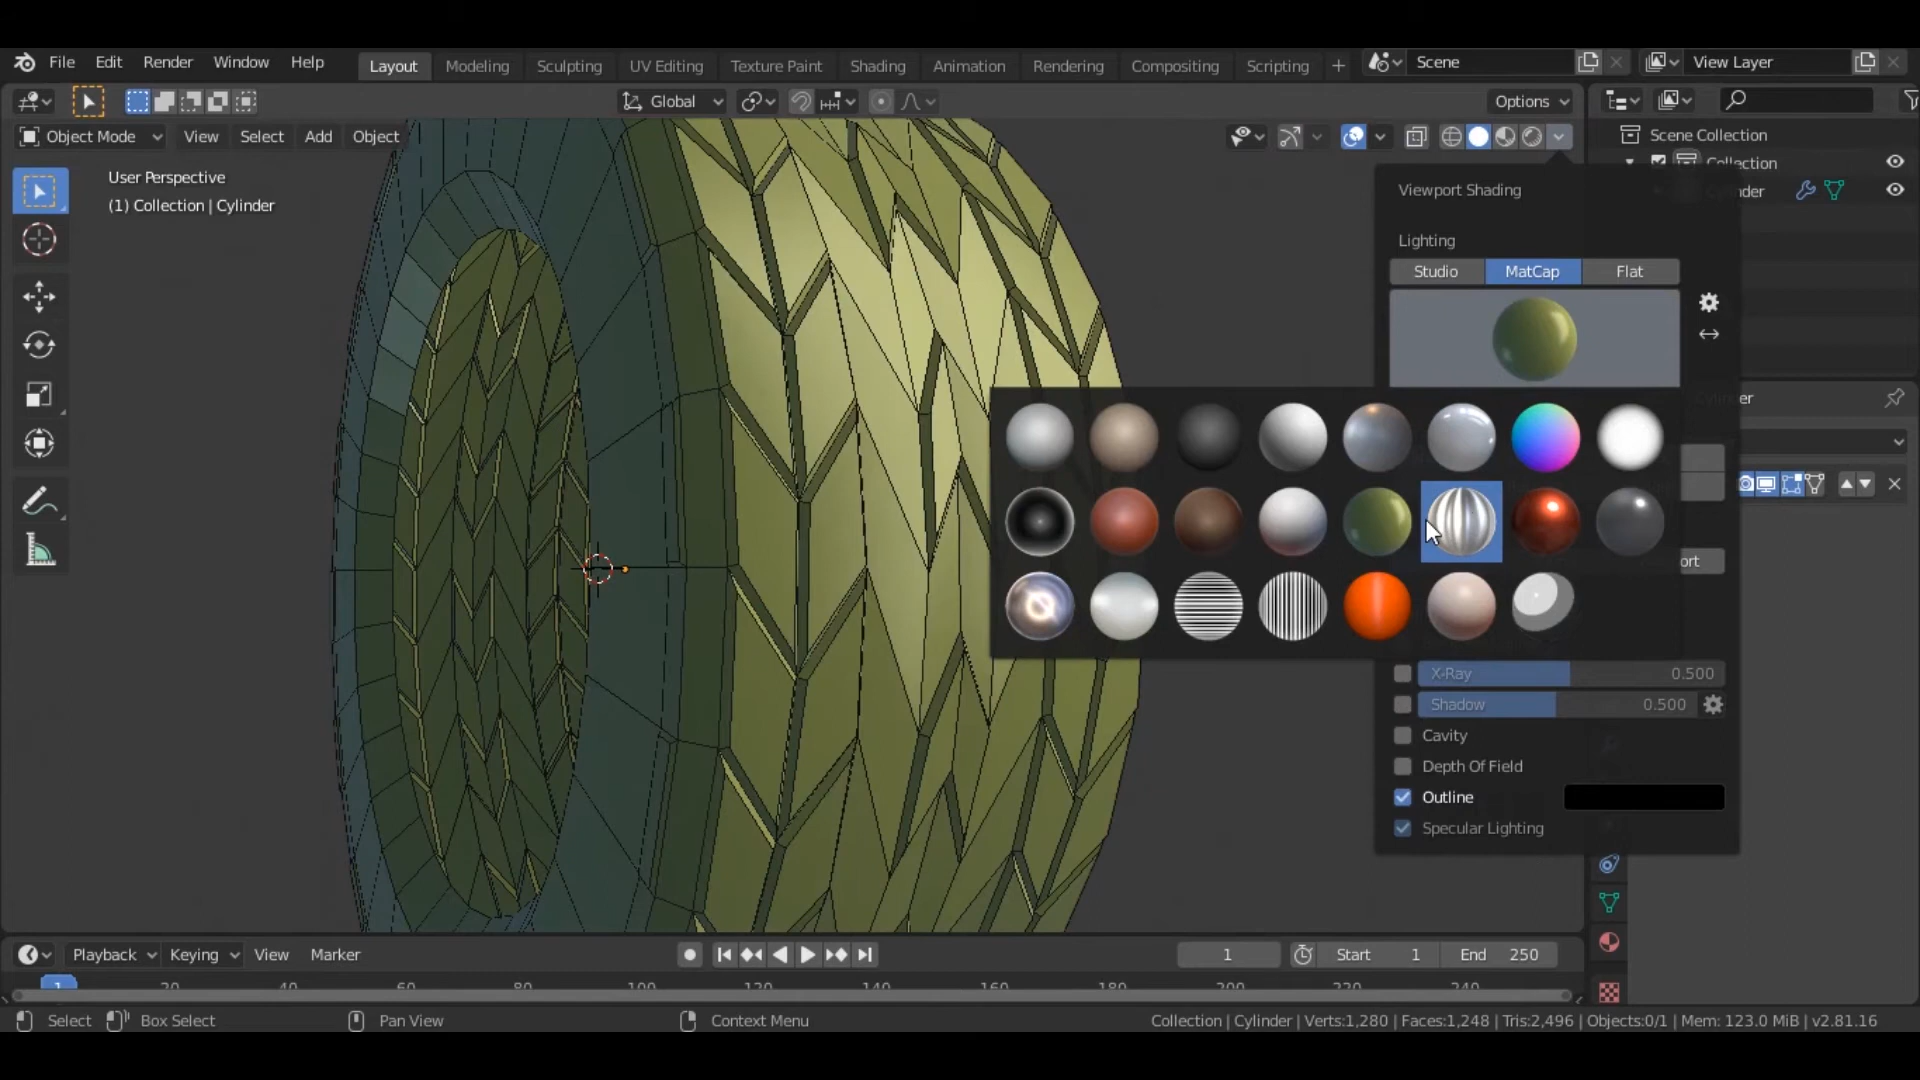 File Edit Render Window Help Layout Modeling Sculpting UV Editing Texture Paint Shading Animation Rendering Compositing Scripting + Scene View Layer
Global Options
Object Mode View Select Add Object
Scene Collection
Collection
User Perspective
(1) Collection | Cylinder
Viewport Shading
Lighting
Studio MatCap Flat
X-Ray 0.500
Shadow 0.500
Cavity
Depth Of Field
Outline
Specular Lighting
Playback Keying View Marker 1 Start 1 End 250
1 20 40 60 80 100 120 140 160 180 200 220 240
Select Box Select Pan View Context Menu Collection | Cylinder | Verts:1,280 | Faces:1,248 | Tris:2,496 | Objects:0/1 | Mem: 123.0 MiB | v2.81.16